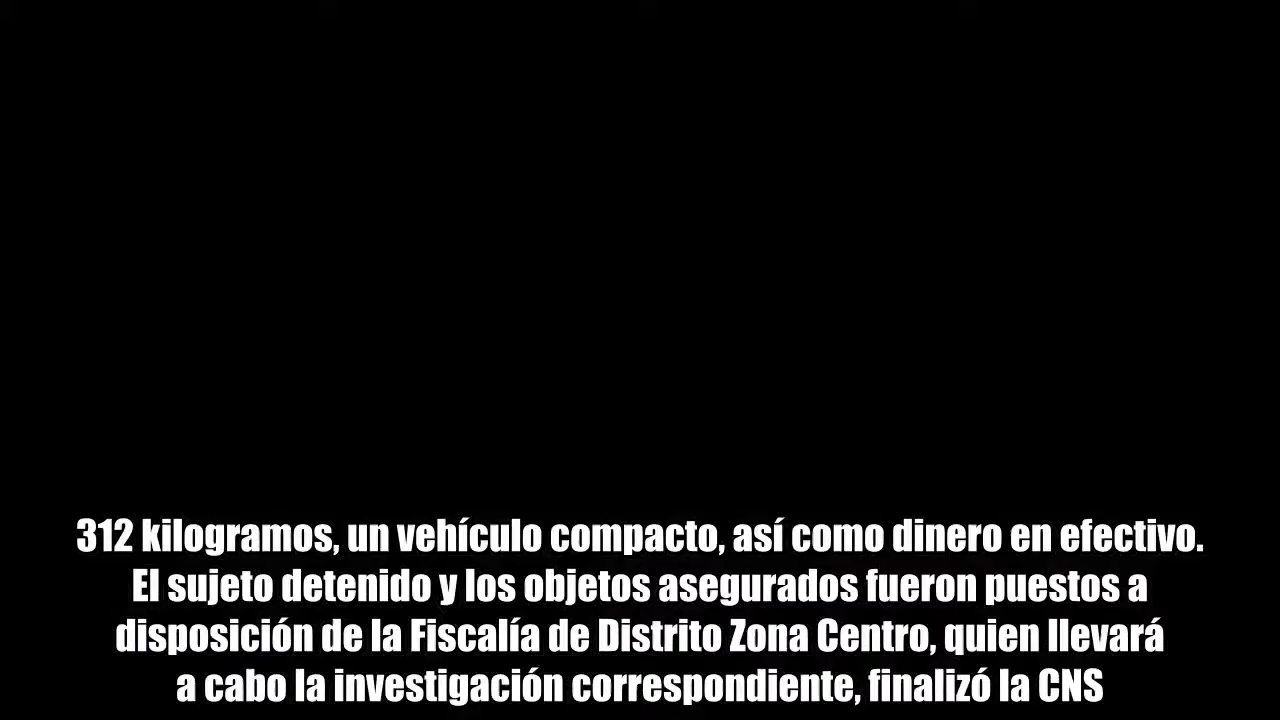 312 kilogramos, un vehículo compacto, así como dinero en efectivo.
El sujeto detenido y los objetos asegurados fueron puestos a
disposición de la Fiscalía de Distrito Zona Centro, quien llevará
a cabo la investigación correspondiente, finalizó la CNS